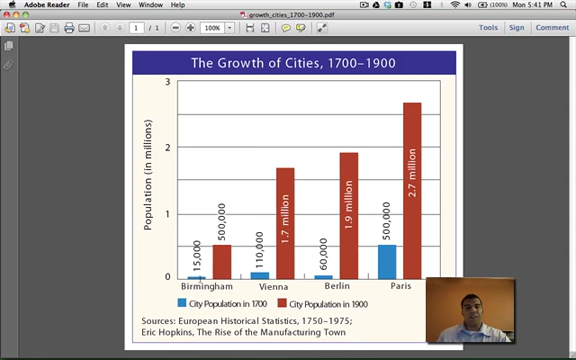 Adobe Reader File Edit View Window Help (100%) Mon 5:41 PM
growth_cities_1700-1900.pdf
1 / 1 100% Tools Sign Comment
The Growth of Cities, 1700–1900
Population (in millions)
3
2
1
0
15,000 500,000 110,000 1.7 million 60,000 1.9 million 500,000 2.7 million
Birmingham Vienna Berlin Paris
City Population in 1700 City Population in 1900
Sources: European Historical Statistics, 1750–1975;
Eric Hopkins, The Rise of the Manufacturing Town